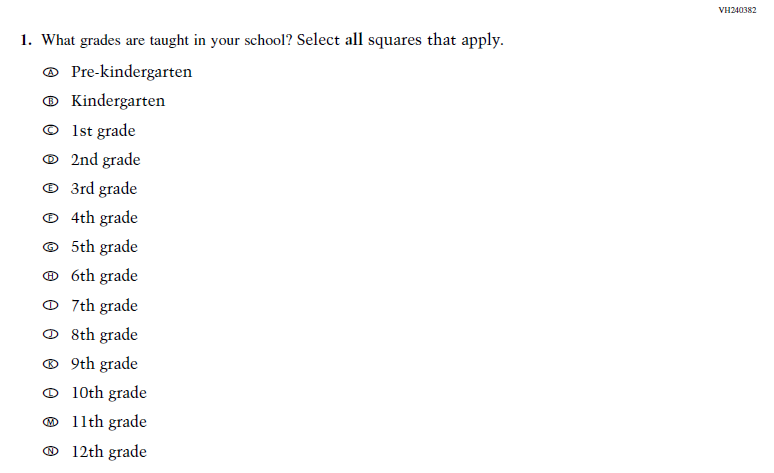 VH240382
1. What grades are taught in your school? Select all squares that apply.
A Pre-kindergarten
B Kindergarten
C 1st grade
D 2nd grade
E 3rd grade
F 4th grade
G 5th grade
H 6th grade
I 7th grade
J 8th grade
K 9th grade
L 10th grade
M 11th grade
N 12th grade